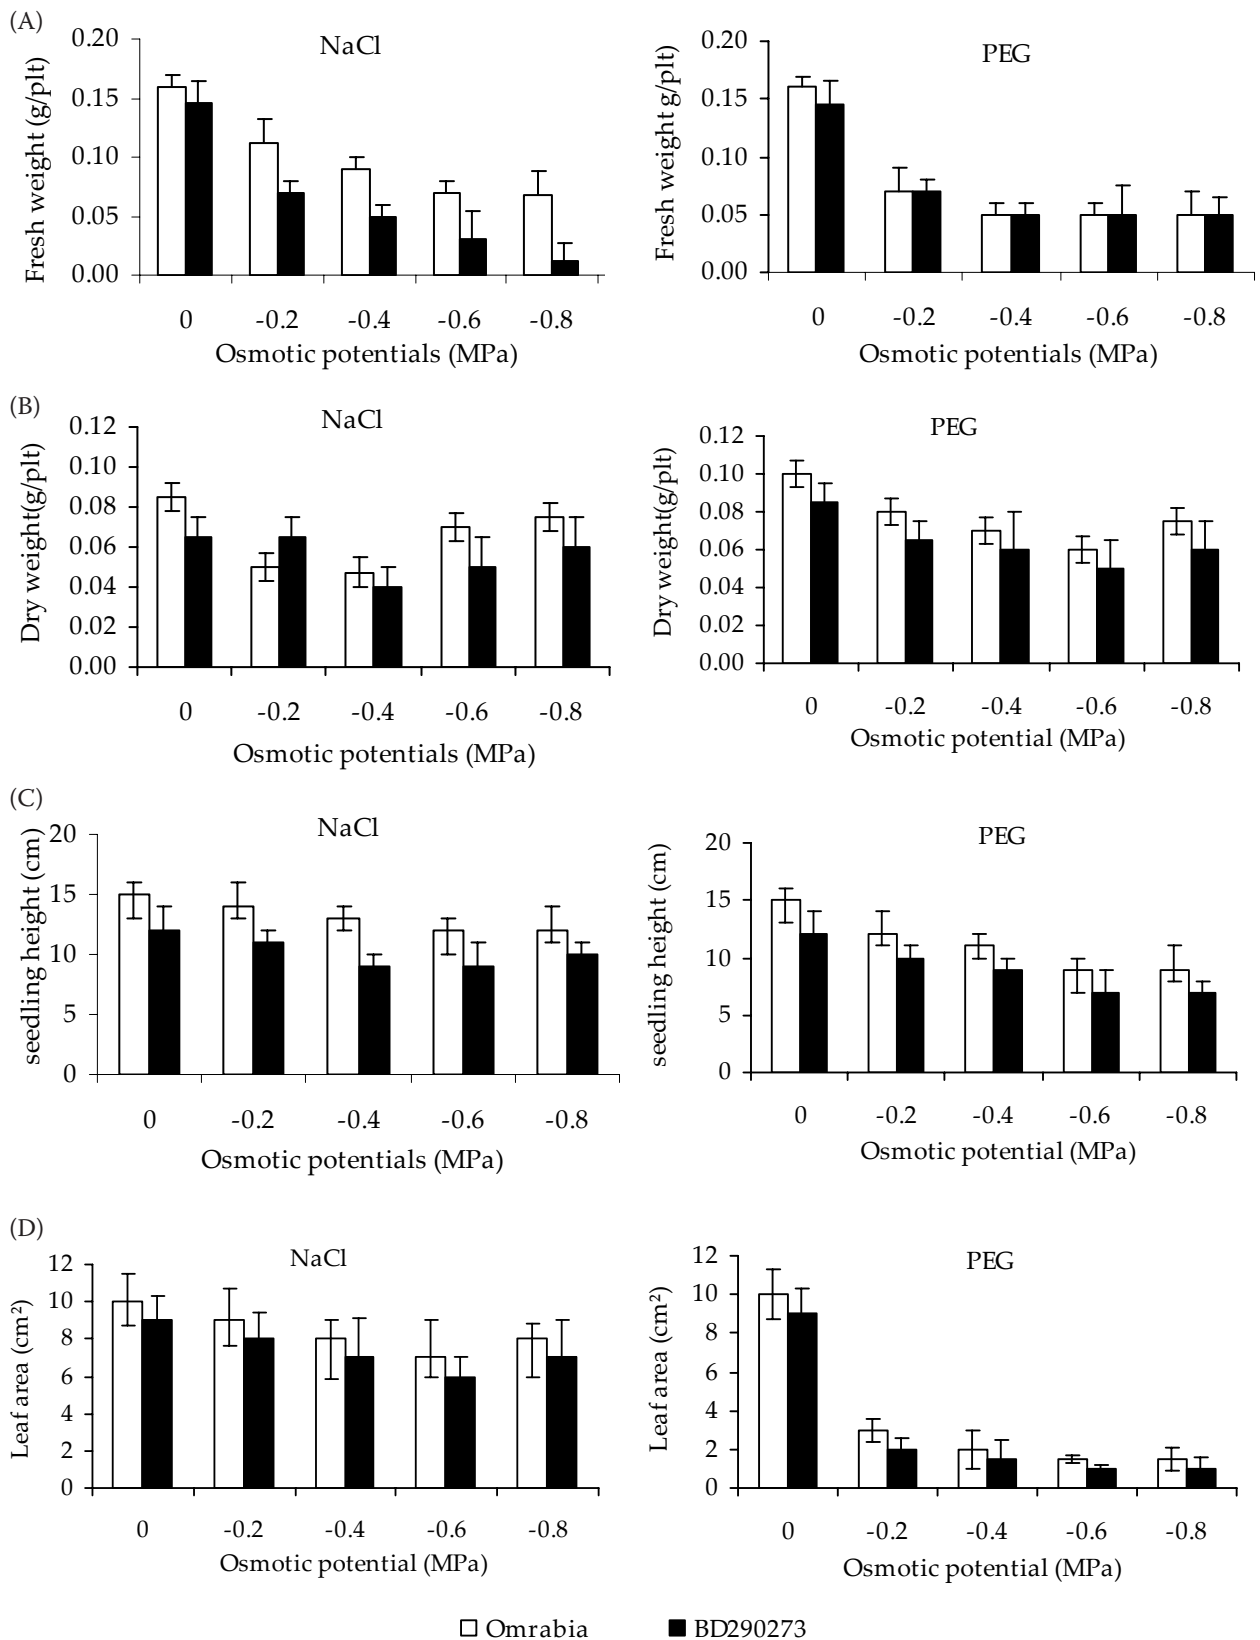 (A)
NaCl
Fresh weight (g/plt)
0.20
0.15
0.10
0.05
0.00
0 -0.2 -0.4 -0.6 -0.8
Osmotic potentials (MPa)
PEG
Fresh weight g/plt)
0.20
0.15
0.10
0.05
0.00
0 -0.2 -0.4 -0.6 -0.8
Osmotic potentials (MPa)
(B)
NaCl
Dry weight(g/plt)
0.12
0.10
0.08
0.06
0.04
0.02
0.00
0 -0.2 -0.4 -0.6 -0.8
Osmotic potentials (MPa)
PEG
Dry weight(g/plt)
0.12
0.10
0.08
0.06
0.04
0.02
0.00
0 -0.2 -0.4 -0.6 -0.8
Osmotic potential (MPa)
(C)
NaCl
seedling height (cm)
20
15
10
5
0
0 -0.2 -0.4 -0.6 -0.8
Osmotic potentials (MPa)
PEG
seedling height (cm)
20
15
10
5
0
0 -0.2 -0.4 -0.6 -0.8
Osmotic potential (MPa)
(D)
NaCl
Leaf area (cm²)
12
10
8
6
4
2
0
0 -0.2 -0.4 -0.6 -0.8
Osmotic potential (MPa)
PEG
Leaf area (cm²)
12
10
8
6
4
2
0
0 -0.2 -0.4 -0.6 -0.8
Osmotic potential (MPa)
Omrabia BD290273